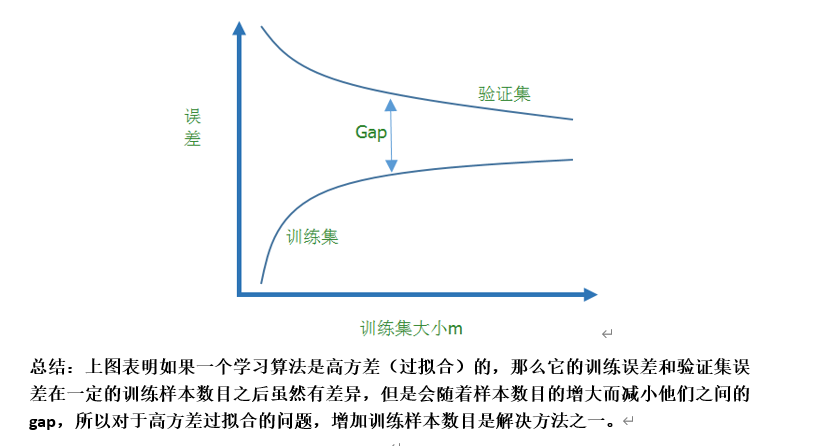 误
差
验证集
Gap
训练集
训练集大小m
总结：上图表明如果一个学习算法是高方差（过拟合）的，那么它的训练误差和验证集误
差在一定的训练样本数目之后虽然有差异，但是会随着样本数目的增大而减小他们之间的
gap，所以对于高方差过拟合的问题，增加训练样本数目是解决方法之一。